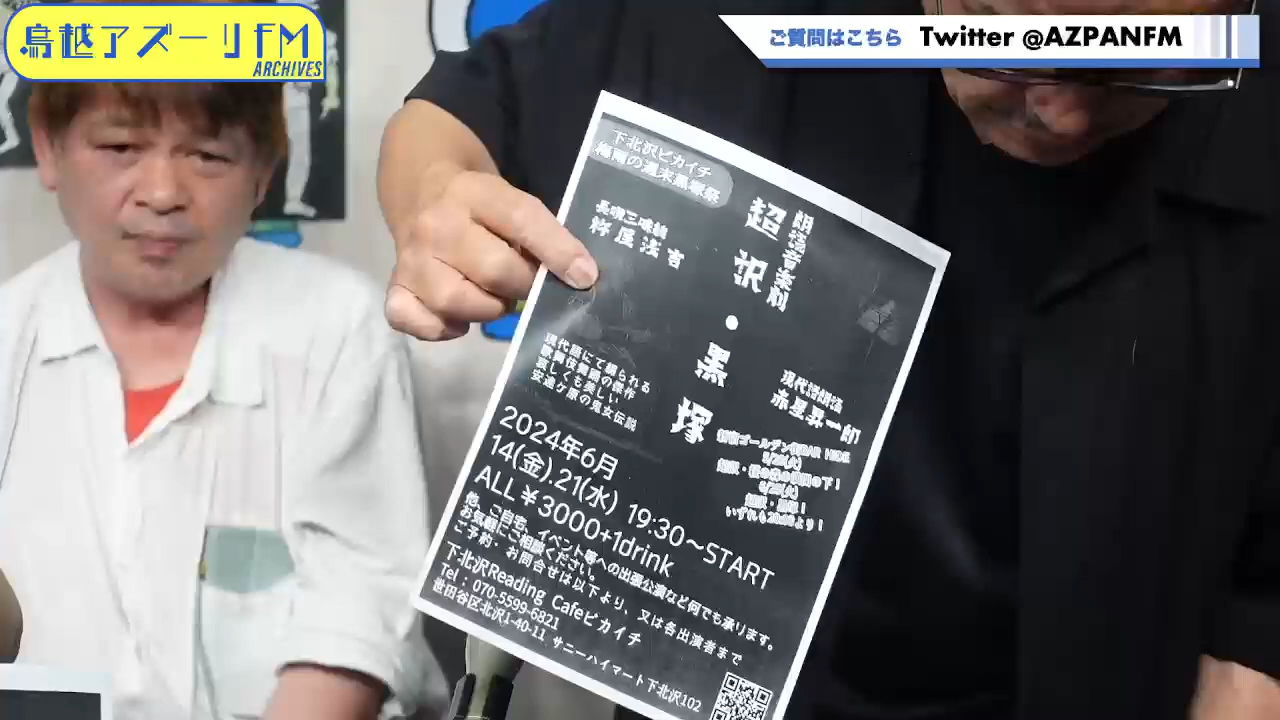 鳥越アズーリFM
ARCHIVES
ご質問はこちら Twitter @AZPANFM
下北沢ピカイチ
梅雨の週末黒塚祭
朗読音楽劇
超訳・黒塚
長唄三味線
杵屋浅吉
現代語にて語られる
歌舞伎舞踊の傑作
哀しくも美しい
安達ケ原の鬼女伝説
現代語朗読
赤星昇一郎
2024年6月
14(金).21(水) 19:30～START
ALL￥3000+1drink
他、ご自宅、イベント等への出張公演など何でも承ります。
お気軽にご相談ください。
ご予約・お問合せは以下より、又は各出演者まで
下北沢Reading Cafeピカイチ
Tel：070-5599-6821
世田谷区北沢1-40-11 サニーハイマート下北沢102